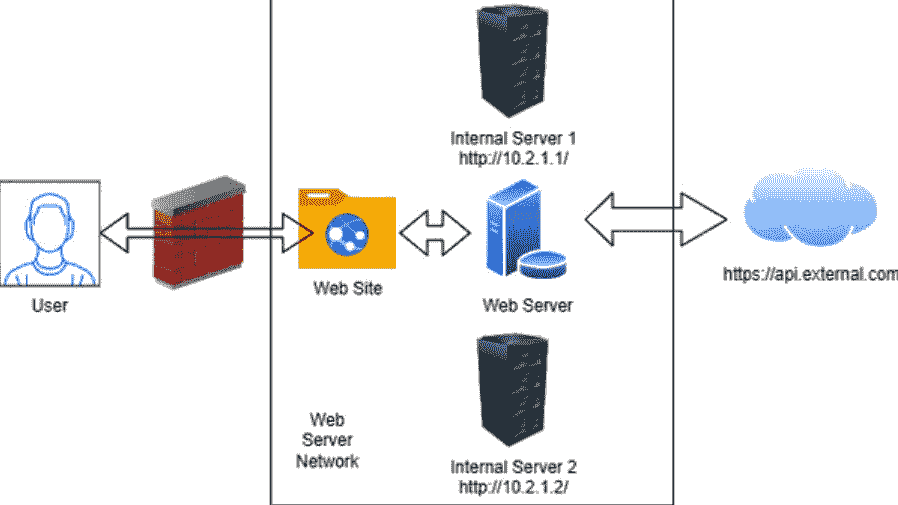 Internal Server 1
http://10.2.1.1/
User
Web Site
Web Server
https://api.external.com
Web
Server
Network
Internal Server 2
http://10.2.1.2/